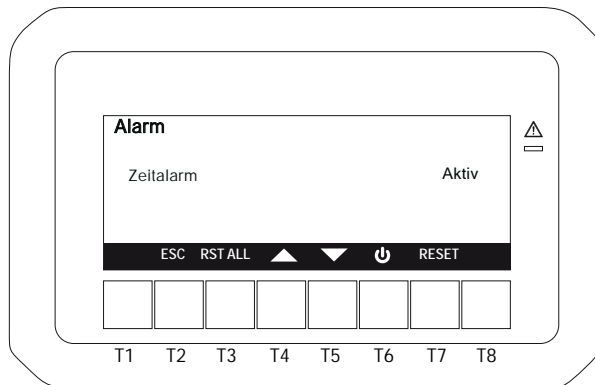 Alarm
Zeitalarm Aktiv
ESC RST ALL RESET
T1 T2 T3 T4 T5 T6 T7 T8